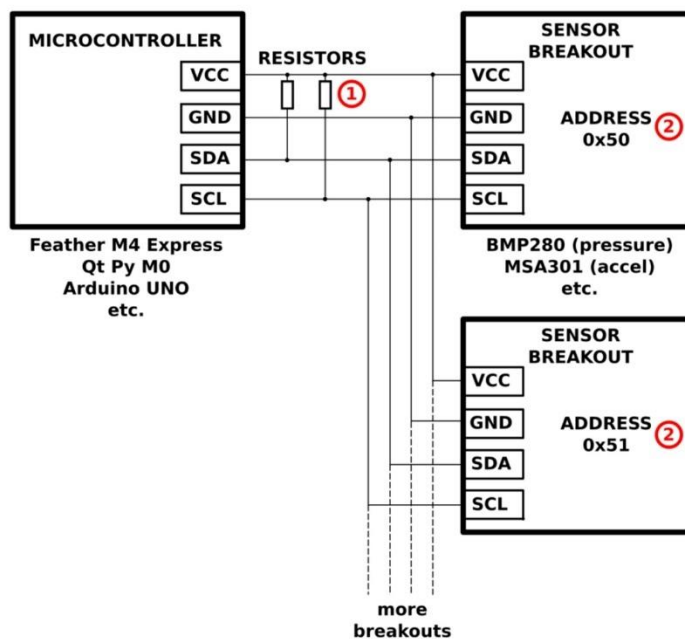 MICROCONTROLLER
VCC
GND
SDA
SCL
Feather M4 Express
Qt Py M0
Arduino UNO
etc.
RESISTORS
1
SENSOR
BREAKOUT
VCC
GND
SDA
SCL
ADDRESS 2
0x50
BMP280 (pressure)
MSA301 (accel)
etc.
SENSOR
BREAKOUT
VCC
GND
SDA
SCL
ADDRESS 2
0x51
more
breakouts